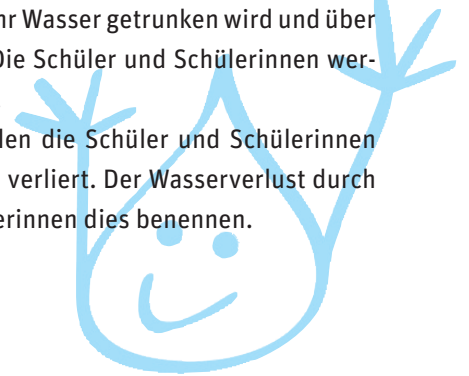 hr Wasser getrunken wird und über
Die Schüler und Schülerinnen wer-
den die Schüler und Schülerinnen
verliert. Der Wasserverlust durch
erinnen dies benennen.